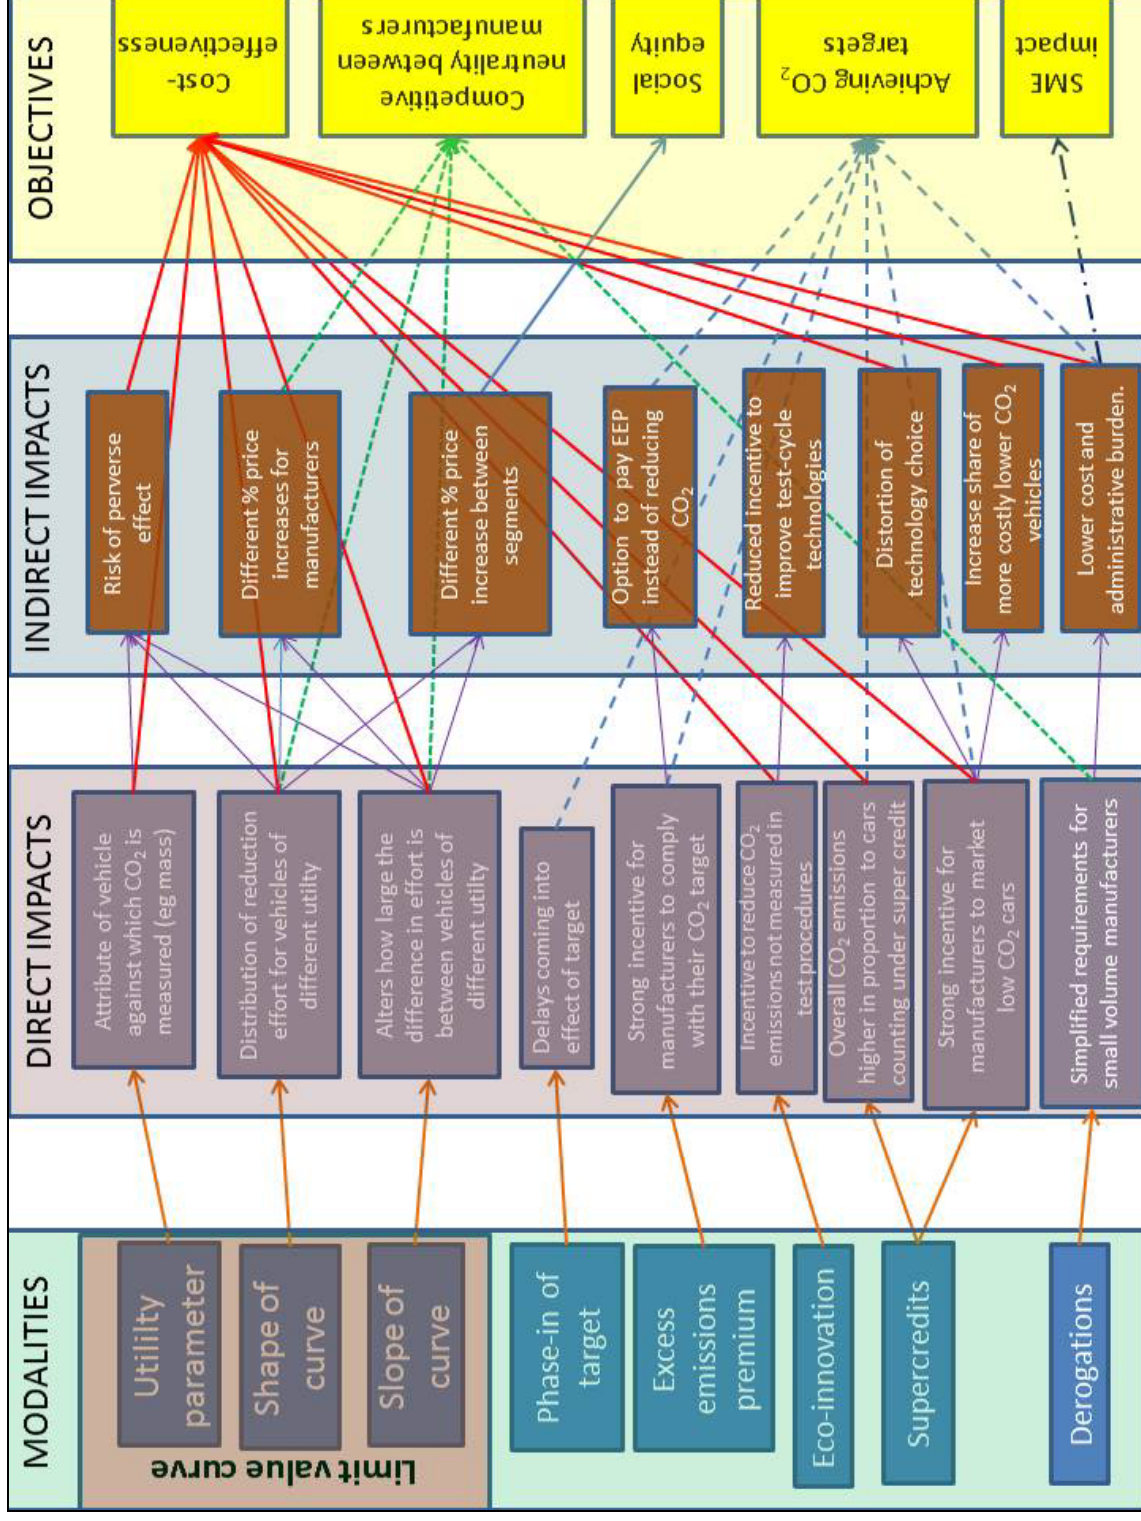 MODALITIES
Limit value curve
Utililty
parameter
Shape of
curve
Slope of
curve
Phase-in of
target
Excess
emissions
premium
Eco-innovation
Supercredits
Derogations
DIRECT IMPACTS
Attribute of vehicle
against which CO₂ is
measured (eg mass)
Distribution of reduction
effort for vehicles of
different utility
Alters how large the
difference in effort is
between vehicles of
different utility
Delays coming into
effect of target
Strong incentive for
manufacturers to comply
with their CO₂ target
Incentive to reduce CO₂
emissions not measured in
test procedures
Overall CO₂ emissions
higher in proportion to cars
counting under super credit
Strong incentive for
manufacturers to market
low CO₂ cars
Simplified requirements for
small volume manufacturers
INDIRECT IMPACTS
Risk of perverse
effect
Different % price
increases for
manufacturers
Different % price
increase between
segments
Option to pay EEP
instead of reducing
CO₂
Reduced incentive to
improve test-cycle
technologies
Distortion of
technology choice
Increase share of
more costly lower CO₂
vehicles
Lower cost and
administrative burden.
OBJECTIVES
Cost-
effectiveness
Competitive
neutrality between
manufacturers
Social
equity
Achieving CO₂
targets
SME
impact